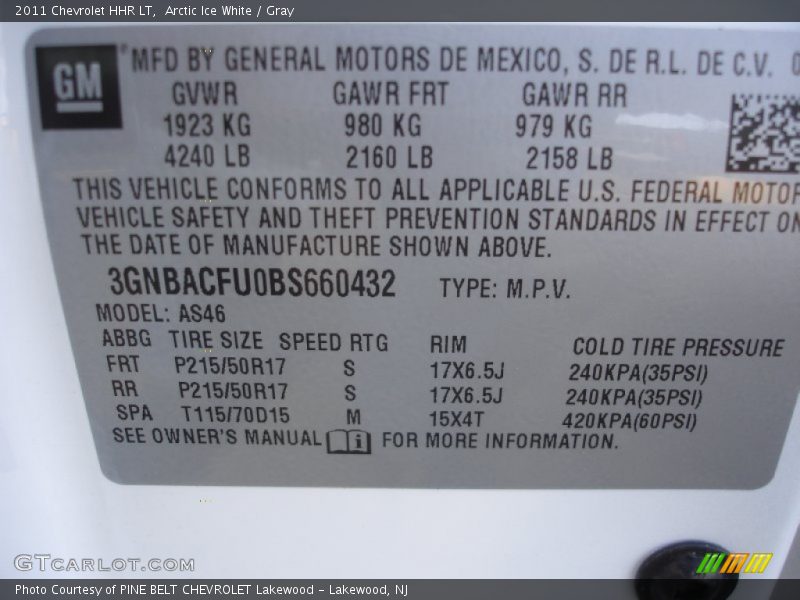 2011 Chevrolet HHR LT, Arctic Ice White / Gray
GM
® MFD BY GENERAL MOTORS DE MEXICO, S. DE R.L. DE C.V.
GVWR GAWR FRT GAWR RR
1923 KG 980 KG 979 KG
4240 LB 2160 LB 2158 LB
THIS VEHICLE CONFORMS TO ALL APPLICABLE U.S. FEDERAL MOTOR
VEHICLE SAFETY AND THEFT PREVENTION STANDARDS IN EFFECT ON
THE DATE OF MANUFACTURE SHOWN ABOVE.
3GNBACFU0BS660432 TYPE: M.P.V.
MODEL: AS46
ABBG TIRE SIZE SPEED RTG RIM COLD TIRE PRESSURE
FRT P215/50R17 S 17X6.5J 240KPA(35PSI)
RR P215/50R17 S 17X6.5J 240KPA(35PSI)
SPA T115/70D15 M 15X4T 420KPA(60PSI)
SEE OWNER'S MANUAL i FOR MORE INFORMATION.
GTCARLOT.COM
Photo Courtesy of PINE BELT CHEVROLET Lakewood - Lakewood, NJ